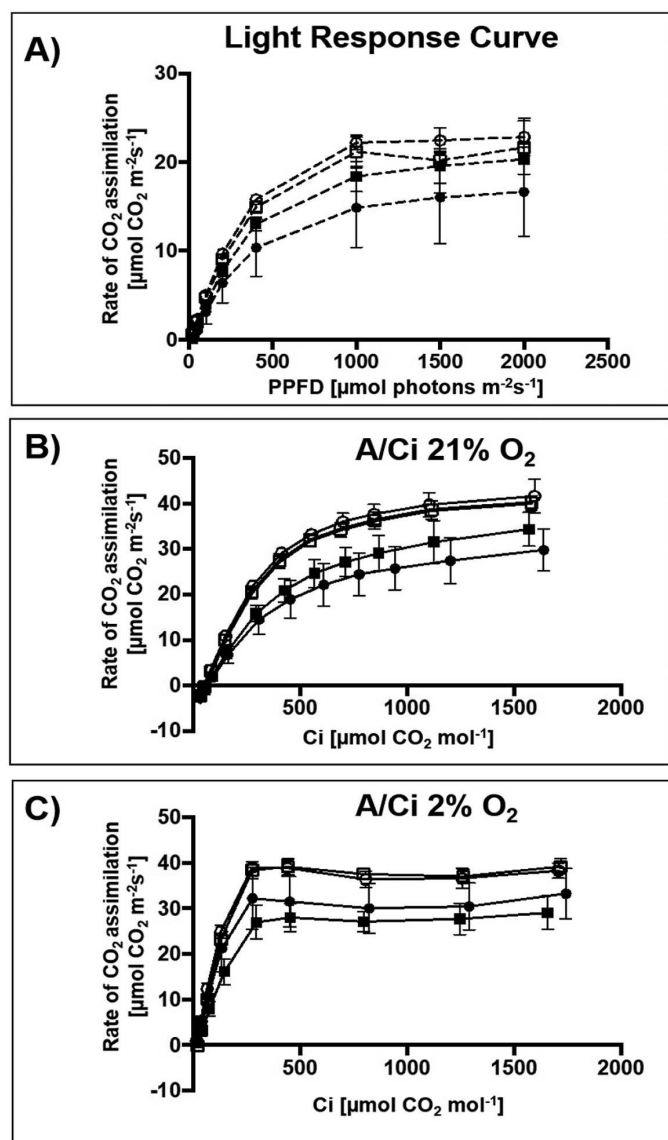 A)
Light Response Curve
Rate of CO₂ assimilation
[µmol CO₂ m⁻²s⁻¹]
30
20
10
0
0 500 1000 1500 2000 2500
PPFD [µmol photons m⁻²s⁻¹]
B)
A/Ci 21% O₂
Rate of CO₂ assimilation
[µmol CO₂ m⁻²s⁻¹]
50
40
30
20
10
0
-10
500 1000 1500 2000
Ci [µmol CO₂ mol⁻¹]
C)
A/Ci 2% O₂
Rate of CO₂ assimilation
[µmol CO₂ m⁻²s⁻¹]
50
40
30
20
10
0
-10
500 1000 1500 2000
Ci [µmol CO₂ mol⁻¹]